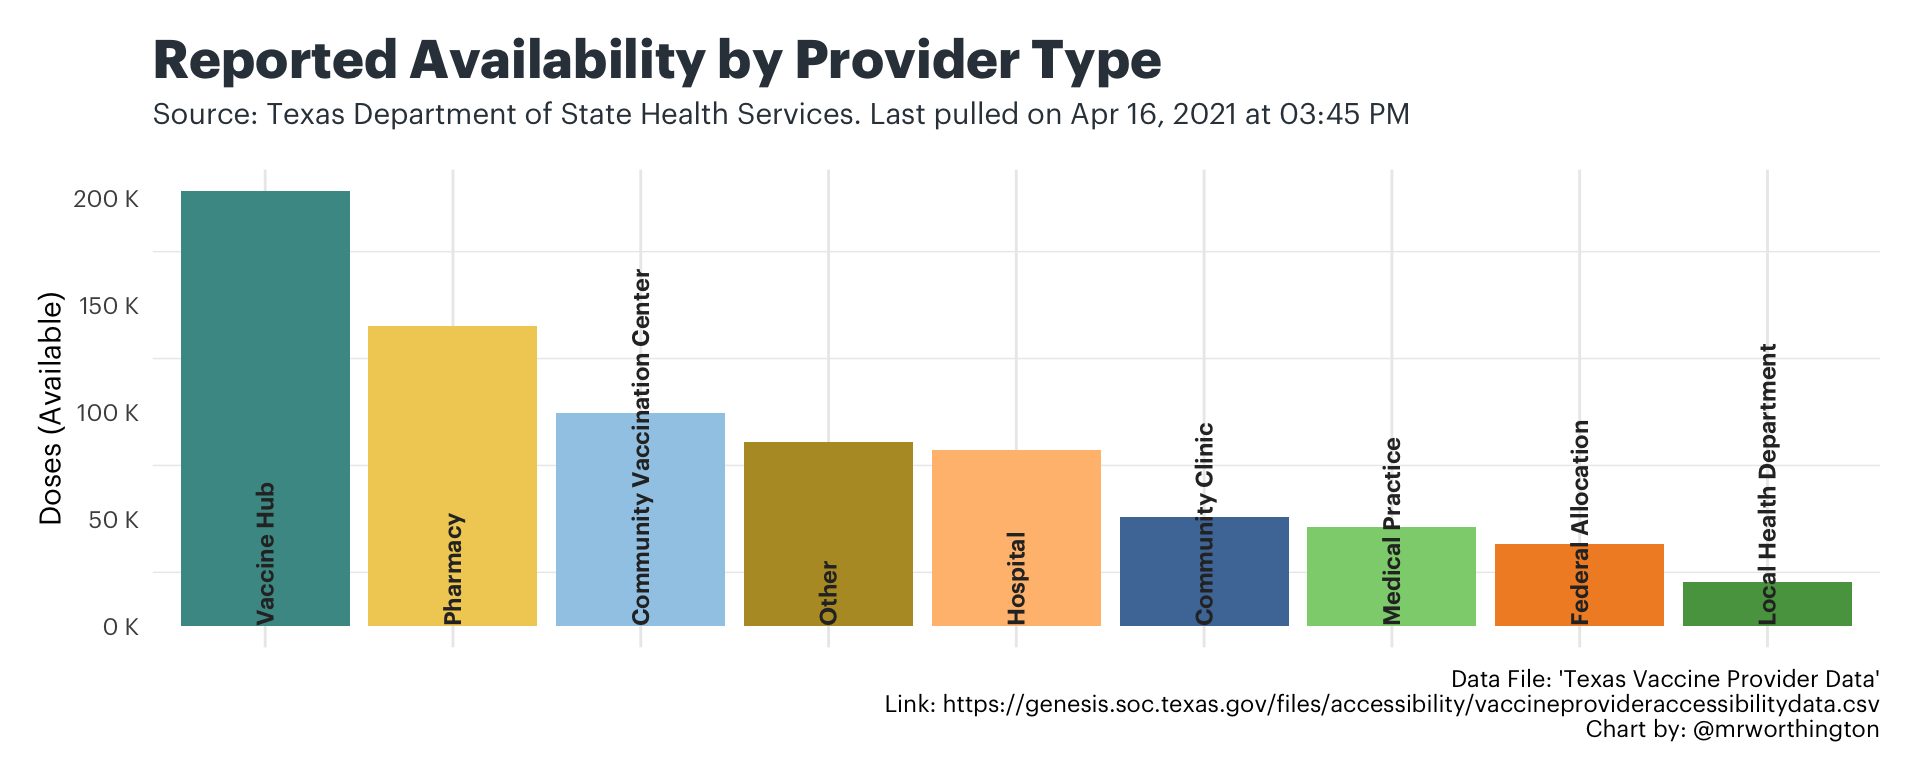 Reported Availability by Provider Type
Source: Texas Department of State Health Services. Last pulled on Apr 16, 2021 at 03:45 PM
Doses (Available)
200 K
150 K
100 K
50 K
0 K
Vaccine Hub
Pharmacy
Community Vaccination Center
Other
Hospital
Community Clinic
Medical Practice
Federal Allocation
Local Health Department
Data File: 'Texas Vaccine Provider Data'
Link: https://genesis.soc.texas.gov/files/accessibility/vaccineprovideraccessibilitydata.csv
Chart by: @mrworthington